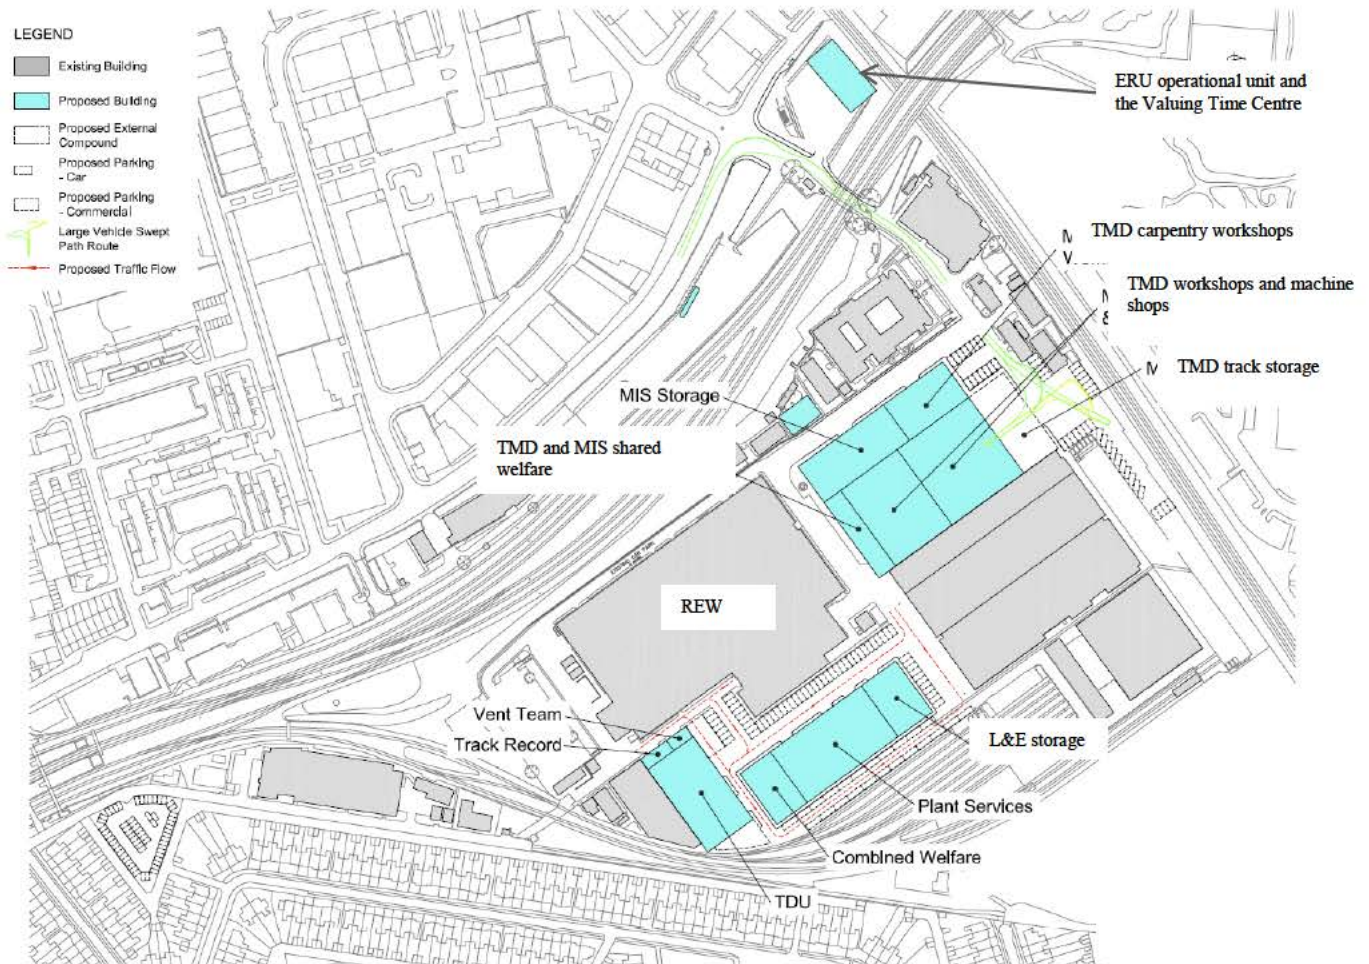 LEGEND
Existing Building
Proposed Building
Proposed External
Compound
Proposed Parking
- Car
Proposed Parking
- Commercial
Large Vehicle Swept
Path Route
Proposed Traffic Flow
ERU operational unit and
the Valuing Time Centre
TMD carpentry workshops
TMD workshops and machine
shops
TMD track storage
MIS Storage
TMD and MIS shared
welfare
REW
Vent Team
Track Record
L&E storage
Plant Services
Combined Welfare
TDU